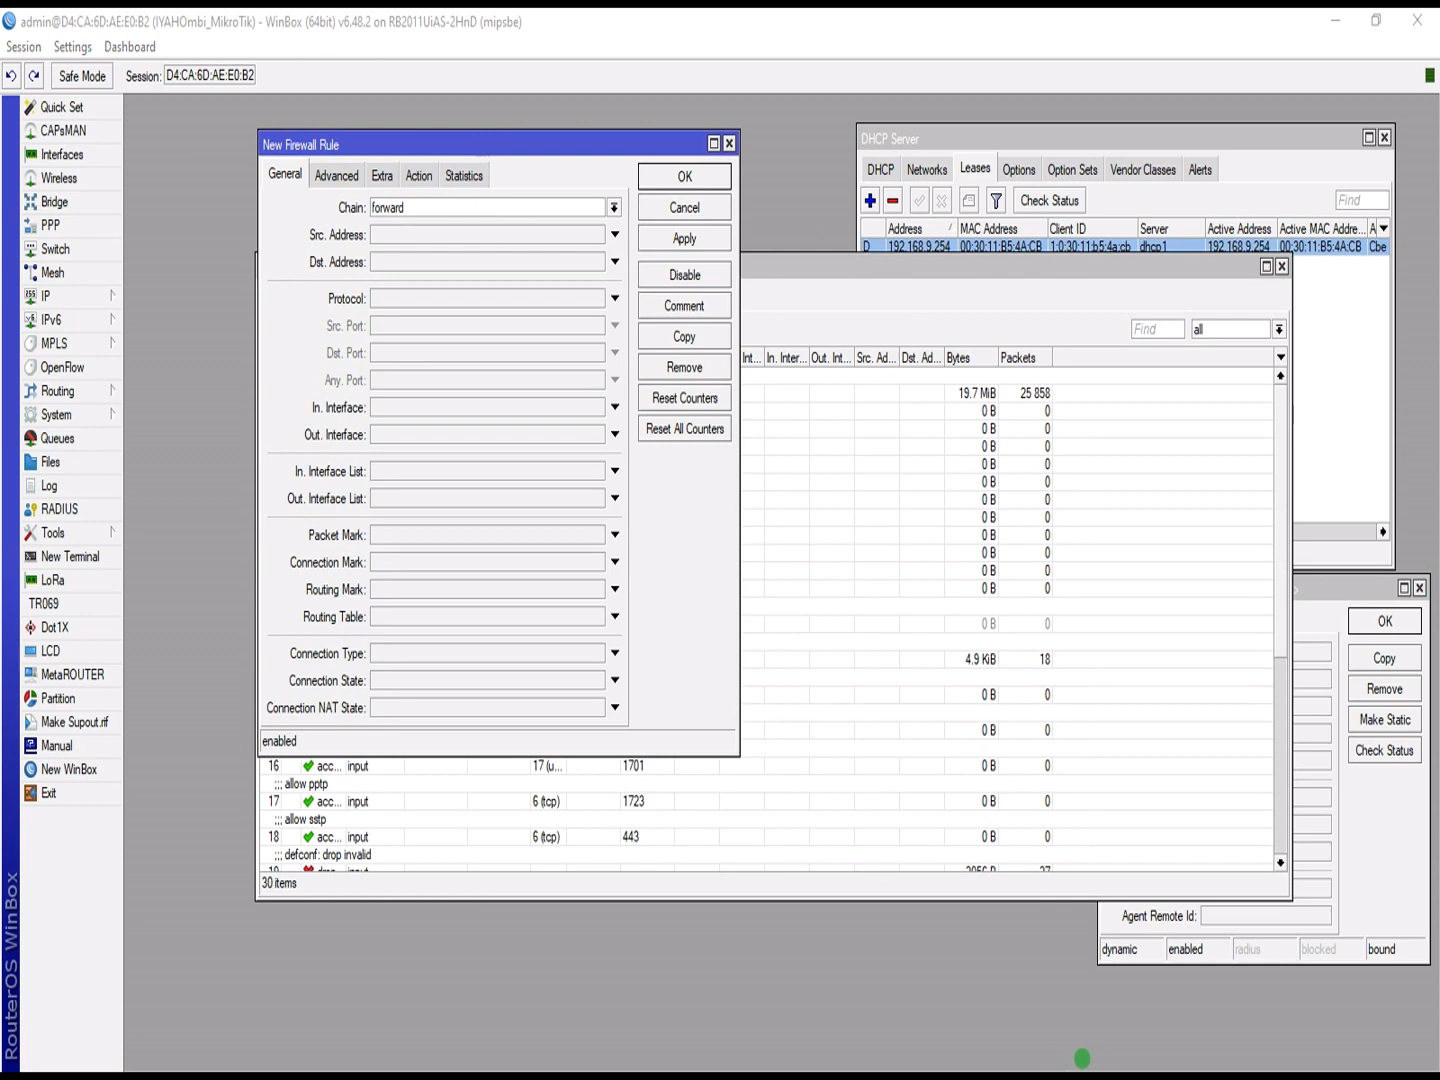 admin@D4:CA:6D:AE:E0:B2 (IYAHOmbi_MikroTik) - WinBox (64bit) v6.48.2 on RB2011UiAS-2HnD (mipsbe)
Session Settings Dashboard
Safe Mode Session: D4:CA:6D:AE:E0:B2
Quick Set
CAPsMAN
Interfaces
Wireless
Bridge
PPP
Switch
Mesh
IP
IPv6
MPLS
OpenFlow
Routing
System
Queues
Files
Log
RADIUS
Tools
New Terminal
LoRa
TR069
Dot1X
LCD
MetaROUTER
Partition
Make Supout.rif
Manual
New WinBox
Exit
RouterOS WinBox
New Firewall Rule
General Advanced Extra Action Statistics
Chain: forward
Src. Address:
Dst. Address:
Protocol:
Src. Port:
Dst. Port:
Any. Port:
In. Interface:
Out. Interface:
In. Interface List:
Out. Interface List:
Packet Mark:
Connection Mark:
Routing Mark:
Routing Table:
Connection Type:
Connection State:
Connection NAT State:
enabled
OK
Cancel
Apply
Disable
Comment
Copy
Remove
Reset Counters
Reset All Counters
DHCP Server
DHCP Networks Leases Options Option Sets Vendor Classes Alerts
Check Status Find
Address MAC Address Client ID Server Active Address Active MAC Addre... A
D 192.168.9.254 00:30:11:B5:4A:CB 1:0:30:11:b5:4a:cb dhcp1 192.168.9.254 00:30:11:B5:4A:CB Cbe
Find all
Int... In. Inter... Out. Int... Src. Ad... Dst. Ad... Bytes Packets
19.7 MiB 25 858
0 B 0
0 B 0
0 B 0
0 B 0
0 B 0
0 B 0
0 B 0
0 B 0
0 B 0
0 B 0
0 B 0
0 B 0
4.9 KiB 18
0 B 0
0 B 0
16 acc... input 17 (u... 1701 0 B 0
;;; allow pptp
17 acc... input 6 (tcp) 1723 0 B 0
;;; allow sstp
18 acc... input 6 (tcp) 443 0 B 0
;;; defconf: drop invalid
30 items
OK
Copy
Remove
Make Static
Check Status
Agent Remote Id:
dynamic enabled radius blocked bound